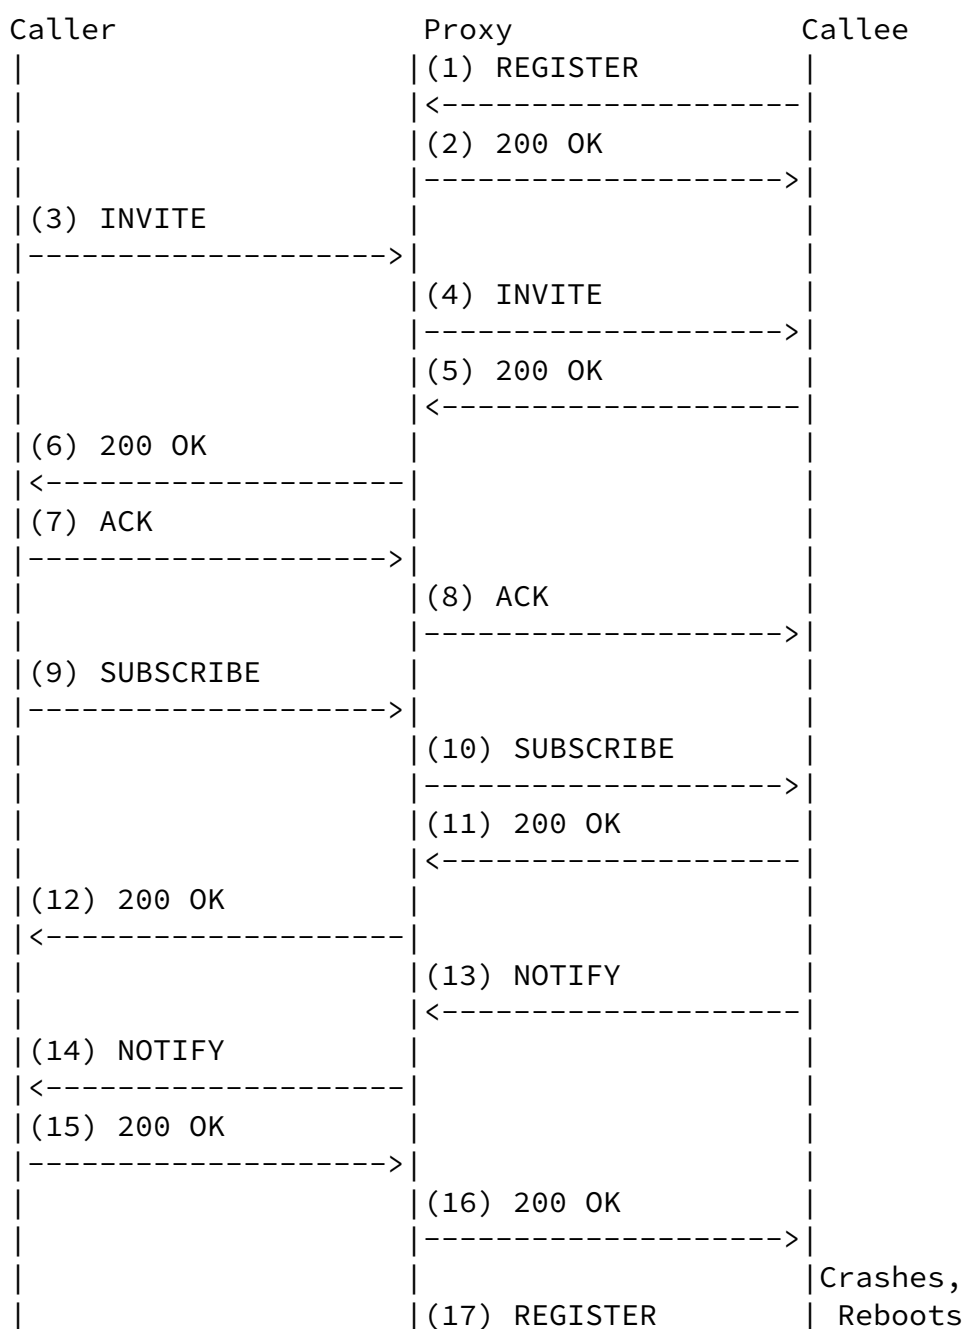 Caller Proxy Callee
(1) REGISTER
(2) 200 OK
(3) INVITE
(4) INVITE
(5) 200 OK
(6) 200 OK
(7) ACK
(8) ACK
(9) SUBSCRIBE
(10) SUBSCRIBE
(11) 200 OK
(12) 200 OK
(13) NOTIFY
(14) NOTIFY
(15) 200 OK
(16) 200 OK
Crashes,
(17) REGISTER Reboots